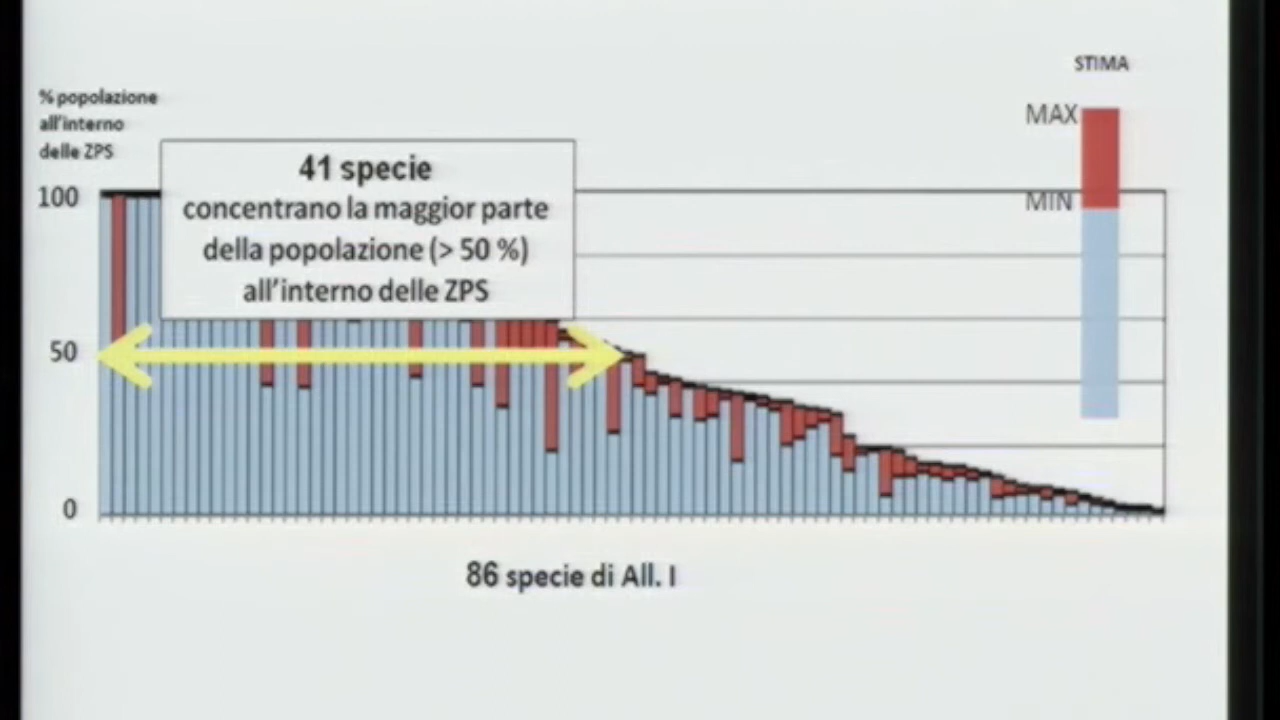 STIMA
% popolazione
all'interno
delle ZPS
MAX
MIN
41 specie
concentrano la maggior parte
della popolazione (> 50 %)
all'interno delle ZPS
100
50
0
86 specie di All. I